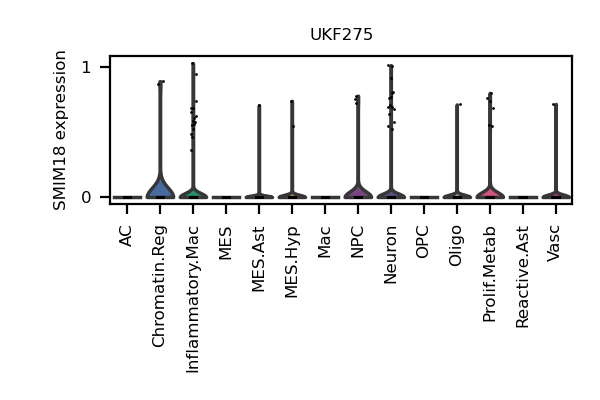 UKF275
SMIM18 expression
1
0
AC
Chromatin.Reg
Inflammatory.Mac
MES
MES.Ast
MES.Hyp
Mac
NPC
Neuron
OPC
Oligo
Prolif.Metab
Reactive.Ast
Vasc